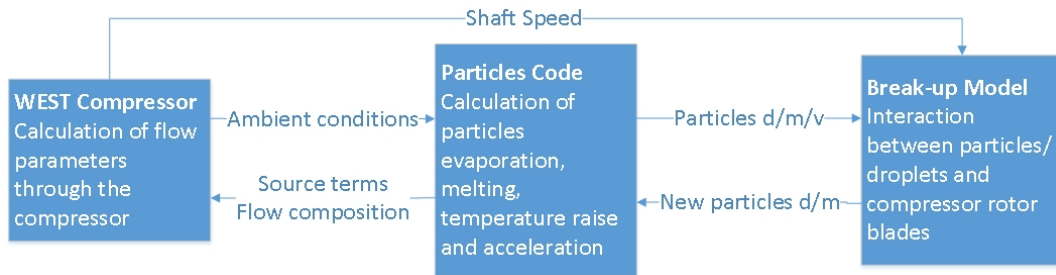 Shaft Speed
WEST Compressor
Calculation of flow
parameters
through the
compressor
Ambient conditions
Source terms
Flow composition
Particles Code
Calculation of
particles
evaporation,
melting,
temperature raise
and acceleration
Particles d/m/v
New particles d/m
Break-up Model
Interaction
between particles/
droplets and
compressor rotor
blades